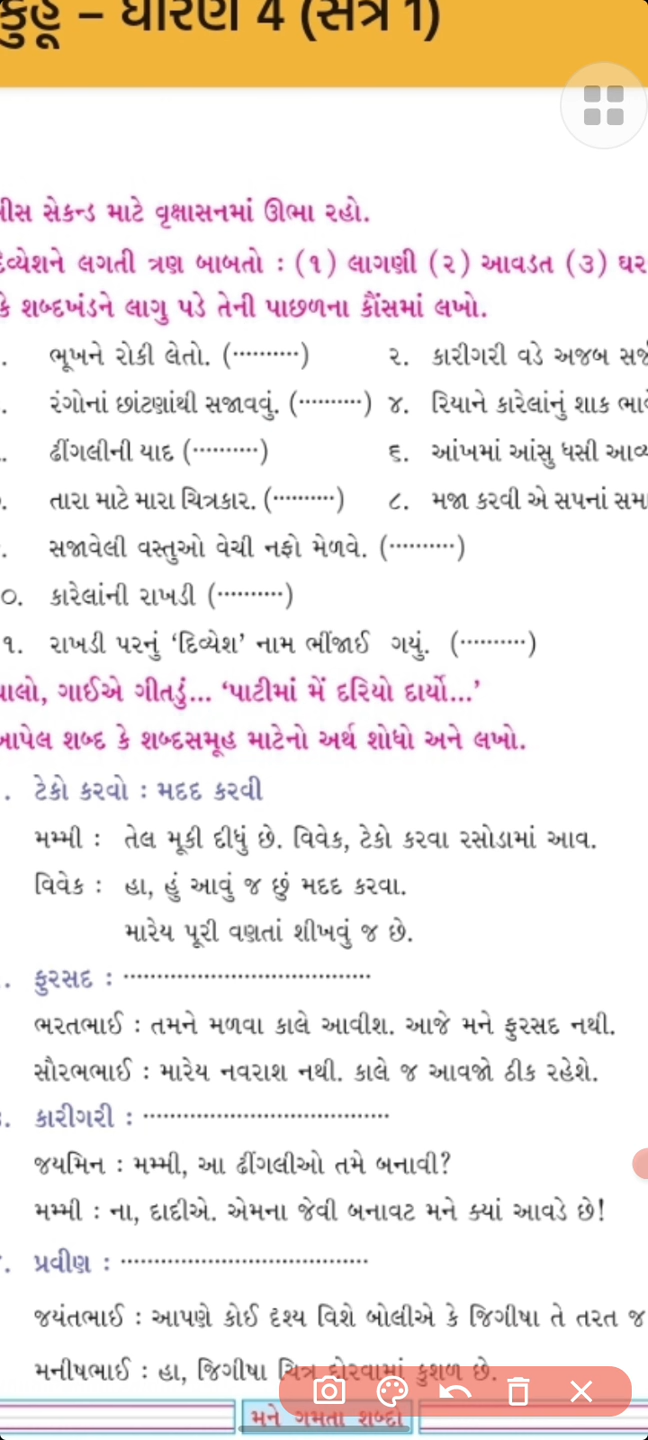 કુહૂ – ધોરણ 4 (સત્ર 1)
ત્રીસ સેકન્ડ માટે વૃક્ષાસનમાં ઊભા રહો.
દિવ્યેશને લગતી ત્રણ બાબતો : (૧) લાગણી (૨) આવડત (૩) ઘર
કે શબ્દખંડને લાગુ પડે તેની પાછળના કૌંસમાં લખો.
. ભૂખને રોકી લેતો. (..........) ૨. કારીગરી વડે અજબ
. રંગોનાં છાંટણાંથી સજાવવું. (..........) ૪. રિયાને કારેલાંનું શાક
. ઢીંગલીની યાદ (..........) ૬. આંખમાં આંસુ ધસી
. તારા માટે મારા ચિત્રકાર. (..........) ૮. મજા કરવી એ સપનાં
. સજાવેલી વસ્તુઓ વેચી નફો મેળવે. (..........)
૦. કારેલાંની રાખડી (..........)
૧. રાખડી પરનું ‘દિવ્યેશ’ નામ ભીંજાઈ ગયું. (..........)
ચાલો, ગાઈએ ગીતડું... ‘પાટીમાં મેં દરિયો દાર્યો...’
આપેલ શબ્દ કે શબ્દસમૂહ માટેનો અર્થ શોધો અને લખો.
. ટેકો કરવો : મદદ કરવી
મમ્મી : તેલ મૂકી દીધું છે. વિવેક, ટેકો કરવા રસોડામાં આવ.
વિવેક : હા, હું આવું જ છું મદદ કરવા.
મારેય પૂરી વણતાં શીખવું જ છે.
. ફુરસદ : .....................................
ભરતભાઈ : તમને મળવા કાલે આવીશ. આજે મને ફુરસદ નથી.
સૌરભભાઈ : મારેય નવરાશ નથી. કાલે જ આવજો ઠીક રહેશે.
. કારીગરી : .....................................
જયમિન : મમ્મી, આ ઢીંગલીઓ તમે બનાવી?
મમ્મી : ના, દાદીએ. એમના જેવી બનાવટ મને ક્યાં આવડે છે!
. પ્રવીણ : .....................................
જયંતભાઈ : આપણે કોઈ દૃશ્ય વિશે બોલીએ કે જિગીષા તે તરત જ
મનીષભાઈ : હા, જિગીષા ચિત્ર દોરવામાં કુશળ છે.
મને ગમતા શબ્દો